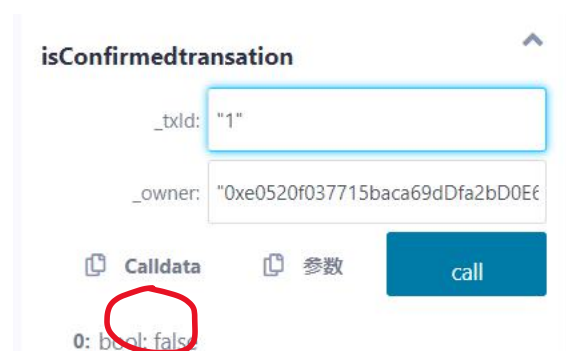 isConfirmedtransation
_txId: "1"
_owner: "0xe0520f037715baca69dDfa2bD0E6
Calldata 参数 call
0: bool: false